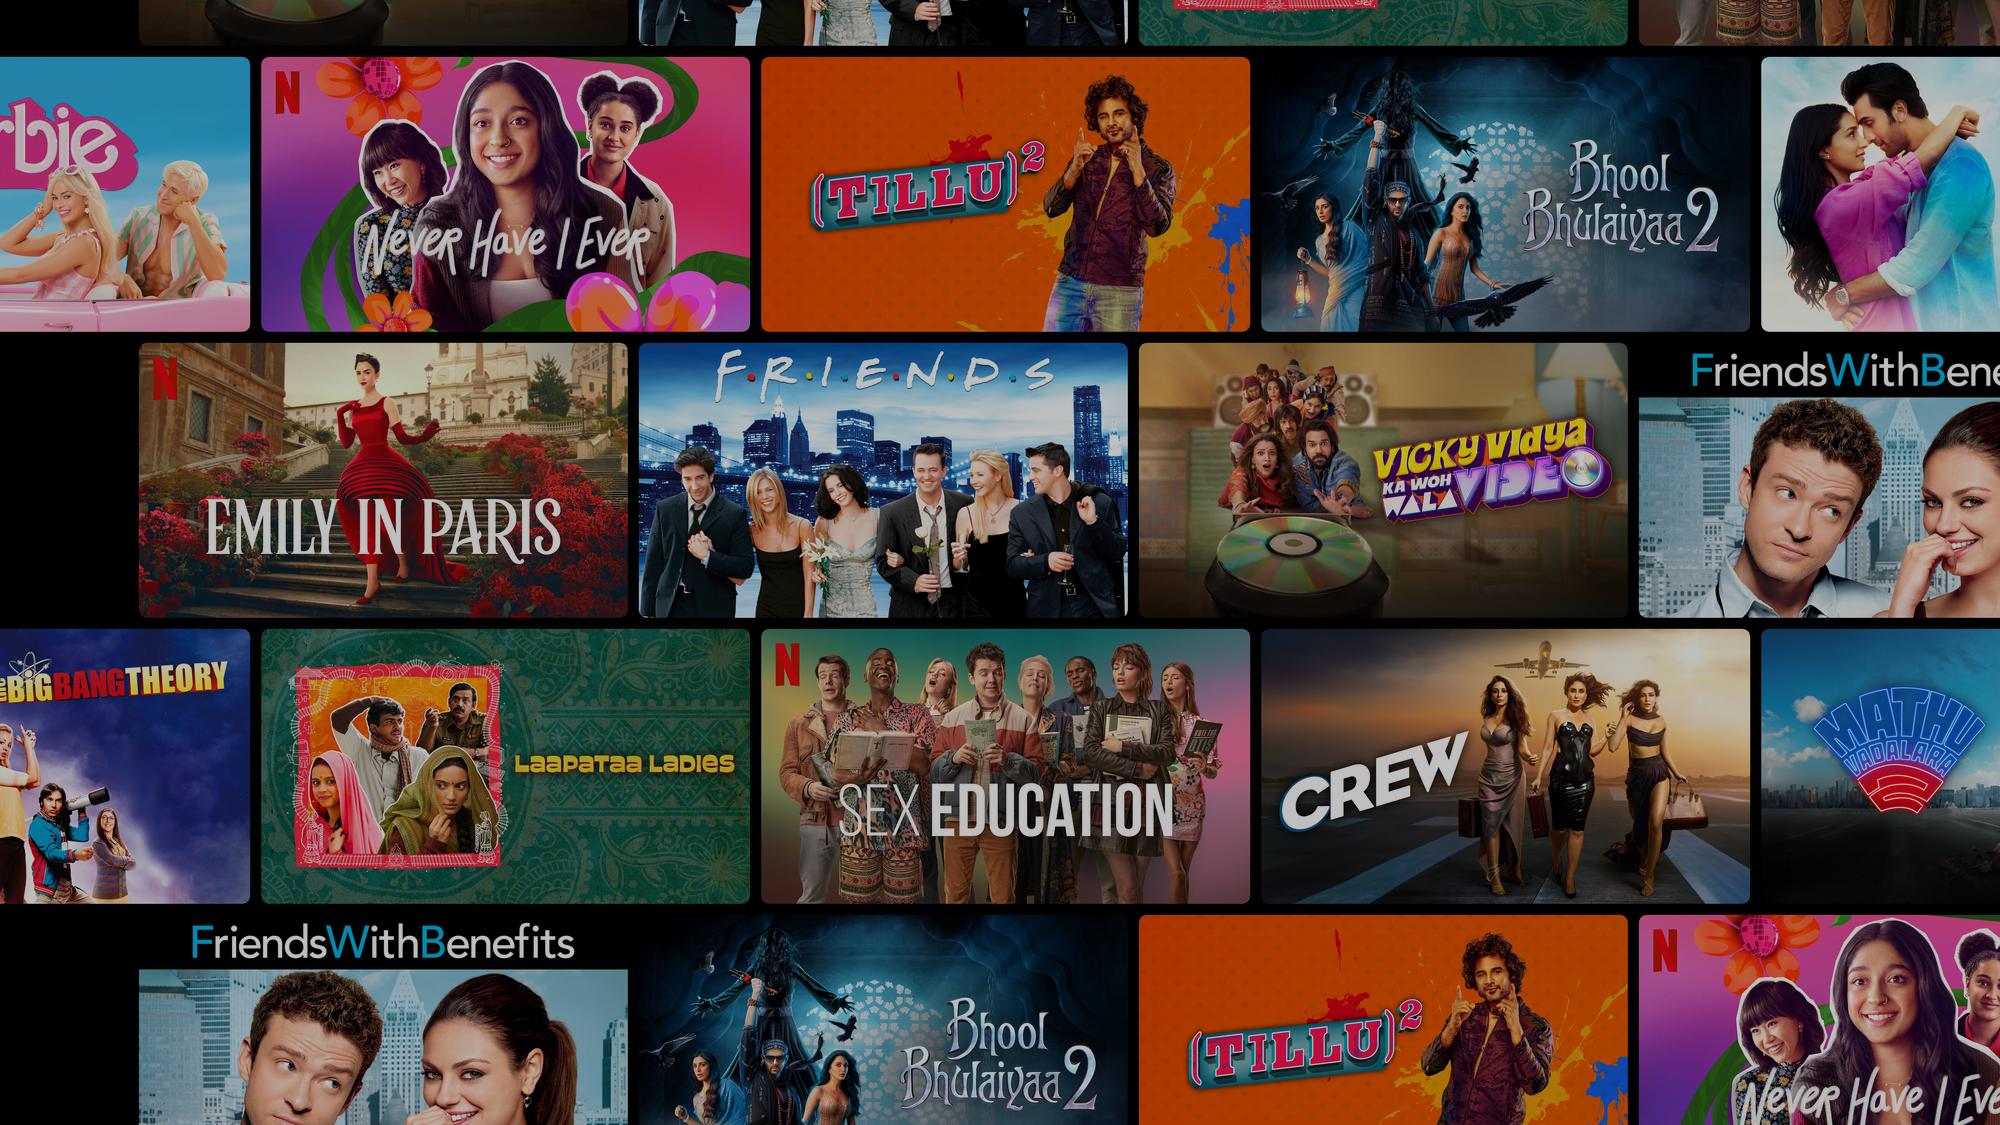 rbie
N
Never Have I Ever
(TILLU)²
Bhool
Bhulaiyaa 2
N
EMILY IN PARIS
F·R·I·E·N·D·S
VICKY VIDYA
KA WOH
WALA VIDEO
FriendsWithBene
THE BIG BANG THEORY
LaaPaTaa LaDIeS
N
SEX EDUCATION
CREW
MATHU
VADALARA
2
FriendsWithBenefits
Bhool
Bhulaiyaa 2
(TILLU)²
N
Never Have I Eve